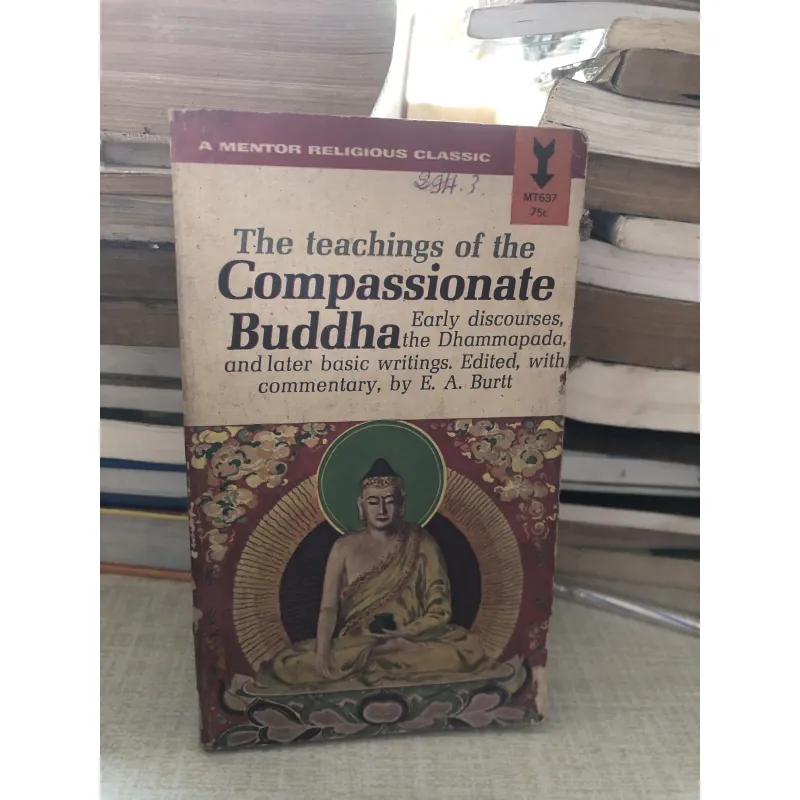 A MENTOR RELIGIOUS CLASSIC
MT637
75c
The teachings of the
Compassionate
Buddha
Early discourses,
the Dhammapada,
and later basic writings. Edited, with
commentary, by E. A. Burtt